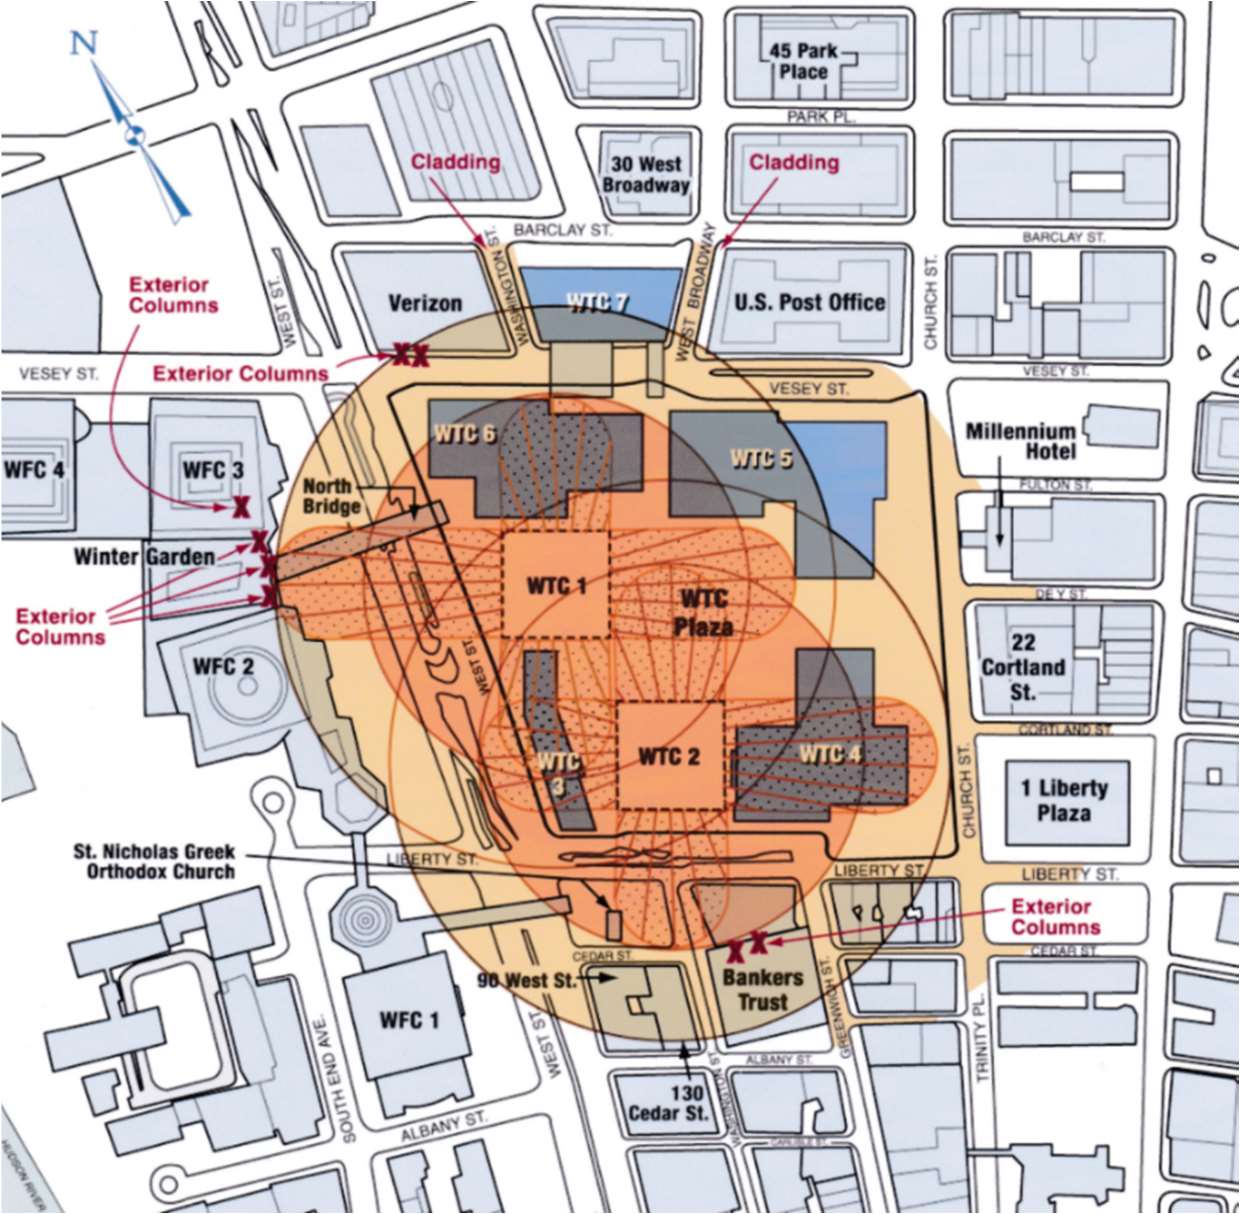 N
45 Park
Place
PARK PL.
Cladding
30 West
Broadway
Cladding
BARCLAY ST.
BARCLAY ST.
WASHINGTON ST.
WEST BROADWAY
CHURCH ST.
Exterior
Columns
WEST ST.
Verizon
WTC 7
U.S. Post Office
VESEY ST.
Exterior Columns
XX
VESEY ST.
VESEY ST.
WFC 4
WFC 3
WTC 6
WTC 5
Millennium
Hotel
FULTON ST.
North
Bridge
X
X
Winter Garden
X
X
WTC 1
WTC
Plaza
DEY ST.
Exterior
Columns
WFC 2
WEST ST.
22
Cortland
St.
CORTLAND ST.
WTC
3
WTC 2
WTC 4
CHURCH ST.
1 Liberty
Plaza
St. Nicholas Greek
Orthodox Church
LIBERTY ST.
LIBERTY ST.
LIBERTY ST.
Exterior
Columns
X X
CEDAR ST.
CEDAR ST.
90 West St.
Bankers
Trust
GREENWICH ST.
WFC 1
SOUTH END AVE.
WEST ST.
TRINITY PL.
ALBANY ST.
WASHINGTON ST.
130
Cedar St.
ALBANY ST.
CARLISLE ST.
HUDSON RIVER